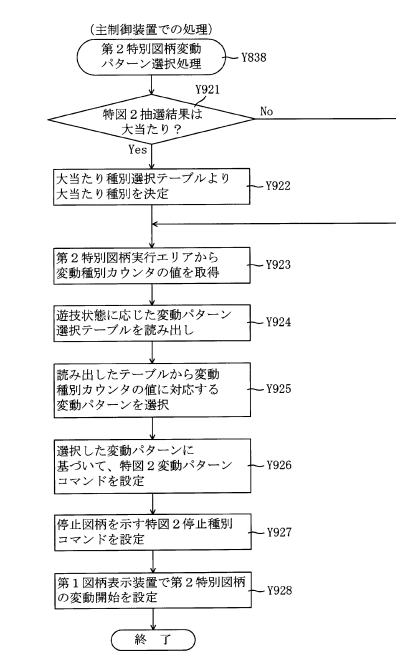 （主制御装置での処理）
第２特別図柄変動
パターン選択処理
Y838
Y921
特図２抽選結果は
大当たり？
No
Yes
大当たり種別選択テーブルより
大当たり種別を決定
Y922
第２特別図柄実行エリアから
変動種別カウンタの値を取得
Y923
遊技状態に応じた変動パターン
選択テーブルを読み出し
Y924
読み出したテーブルから変動
種別カウンタの値に対応する
変動パターンを選択
Y925
選択した変動パターンに
基づいて、特図２変動パターン
コマンドを設定
Y926
停止図柄を示す特図２停止種別
コマンドを設定
Y927
第１図柄表示装置で第２特別図柄
の変動開始を設定
Y928
終　了